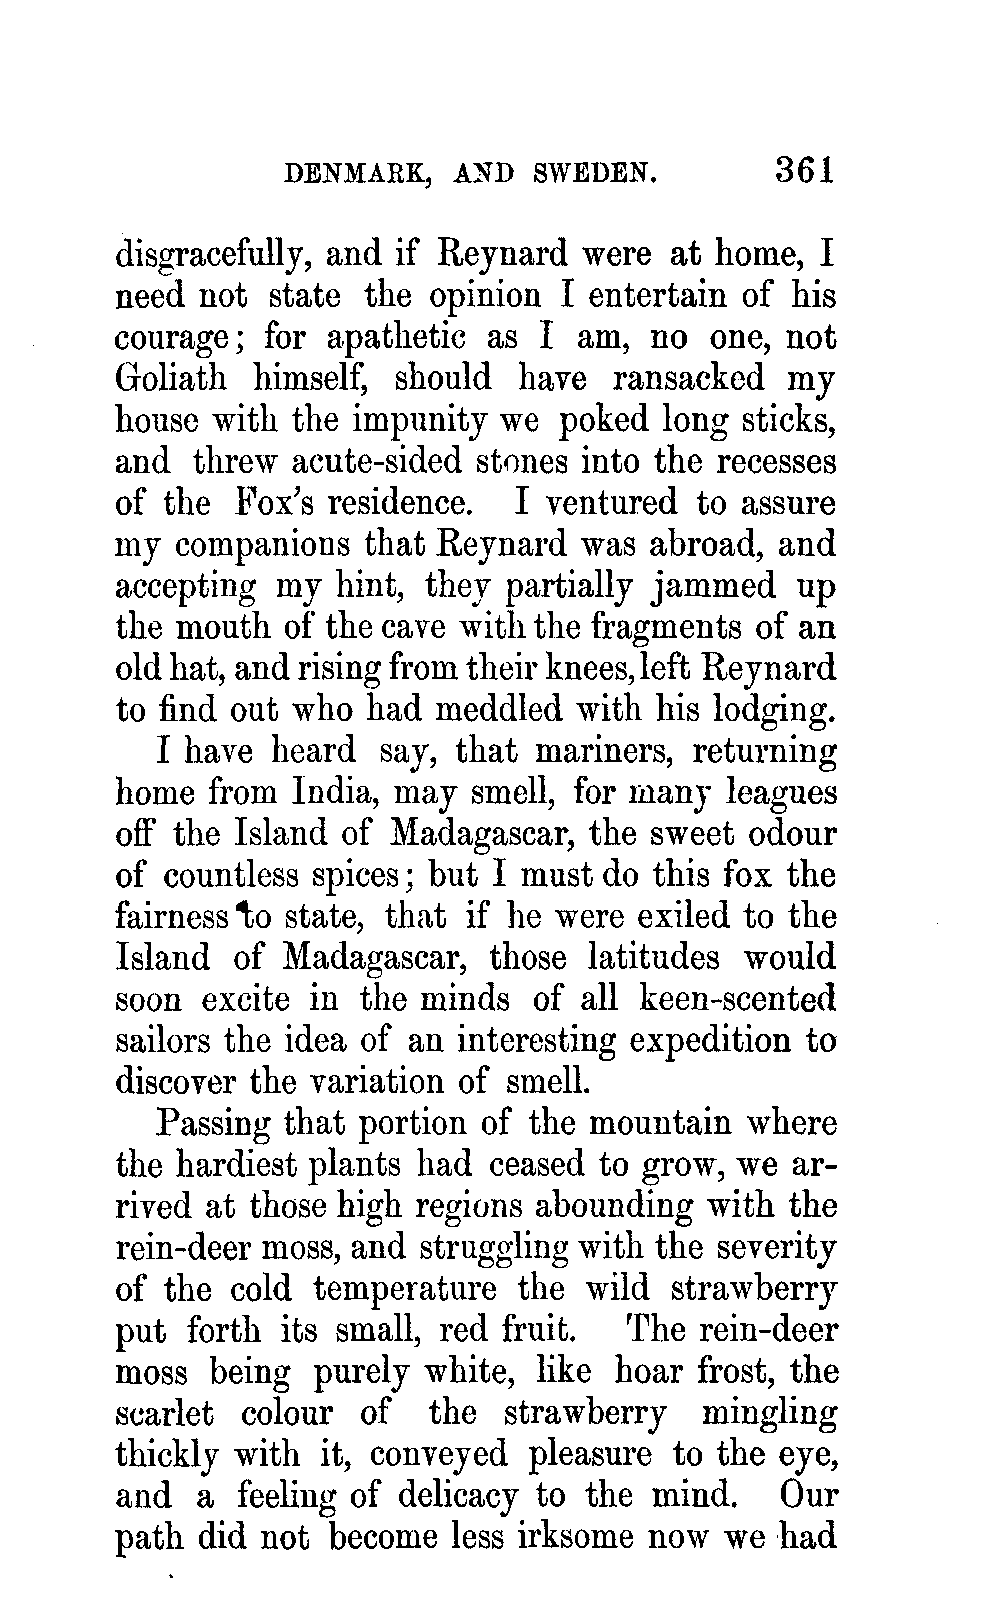 DENMARK, AND SWEDEN. 361
disgracefully, and if Reynard were at home, I
need not state the opinion I entertain of his
courage; for apathetic as I am, no one, not
Goliath himself, should have ransacked my
house with the impunity we poked long sticks,
and threw acute-sided stones into the recesses
of the Fox's residence. I ventured to assure
my companions that Reynard was abroad, and
accepting my hint, they partially jammed up
the mouth of the cave with the fragments of an
old hat, and rising from their knees, left Reynard
to find out who had meddled with his lodging.
I have heard say, that mariners, returning
home from India, may smell, for many leagues
off the Island of Madagascar, the sweet odour
of countless spices; but I must do this fox the
fairness to state, that if he were exiled to the
Island of Madagascar, those latitudes would
soon excite in the minds of all keen-scented
sailors the idea of an interesting expedition to
discover the variation of smell.
Passing that portion of the mountain where
the hardiest plants had ceased to grow, we ar-
rived at those high regions abounding with the
rein-deer moss, and struggling with the severity
of the cold temperature the wild strawberry
put forth its small, red fruit. The rein-deer
moss being purely white, like hoar frost, the
scarlet colour of the strawberry mingling
thickly with it, conveyed pleasure to the eye,
and a feeling of delicacy to the mind. Our
path did not become less irksome now we had